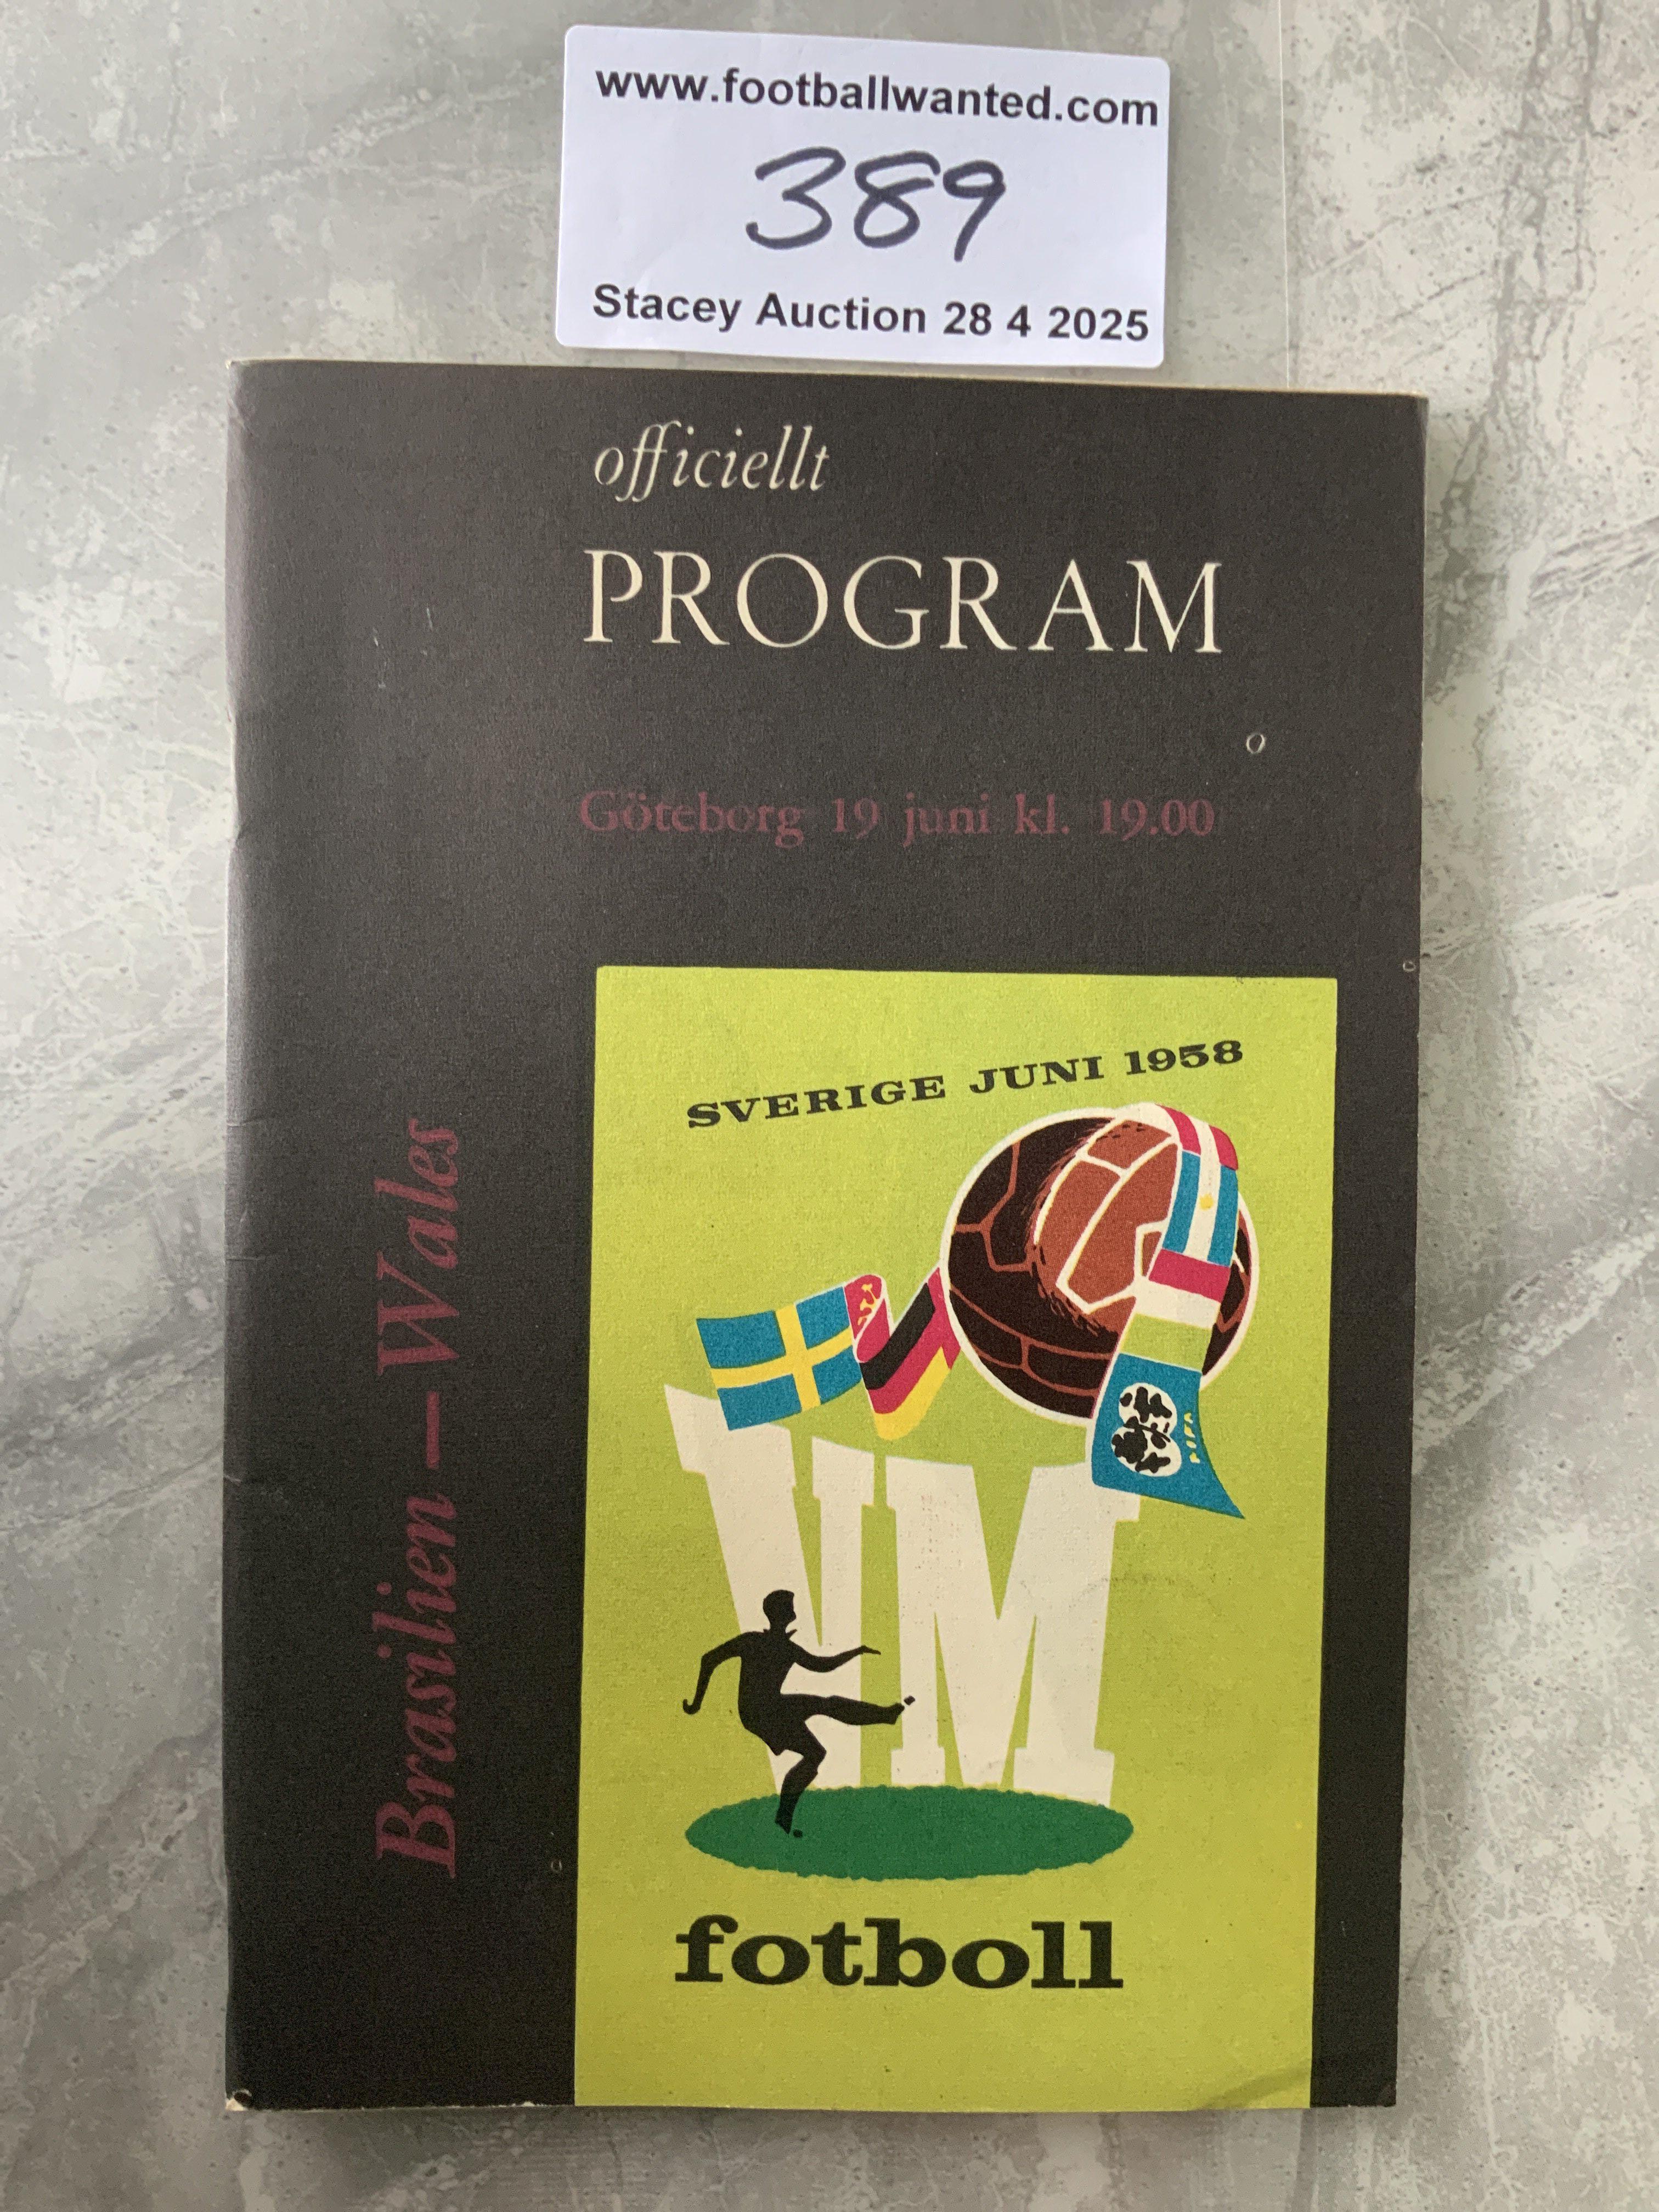 www.footballwanted.com
389
Stacey Auction 28 4 2025
officiellt
PROGRAM
Göteborg 19 juni kl. 19.00
Brasilien – Wales
SVERIGE JUNI 1958
FIFA
VM
fotboll